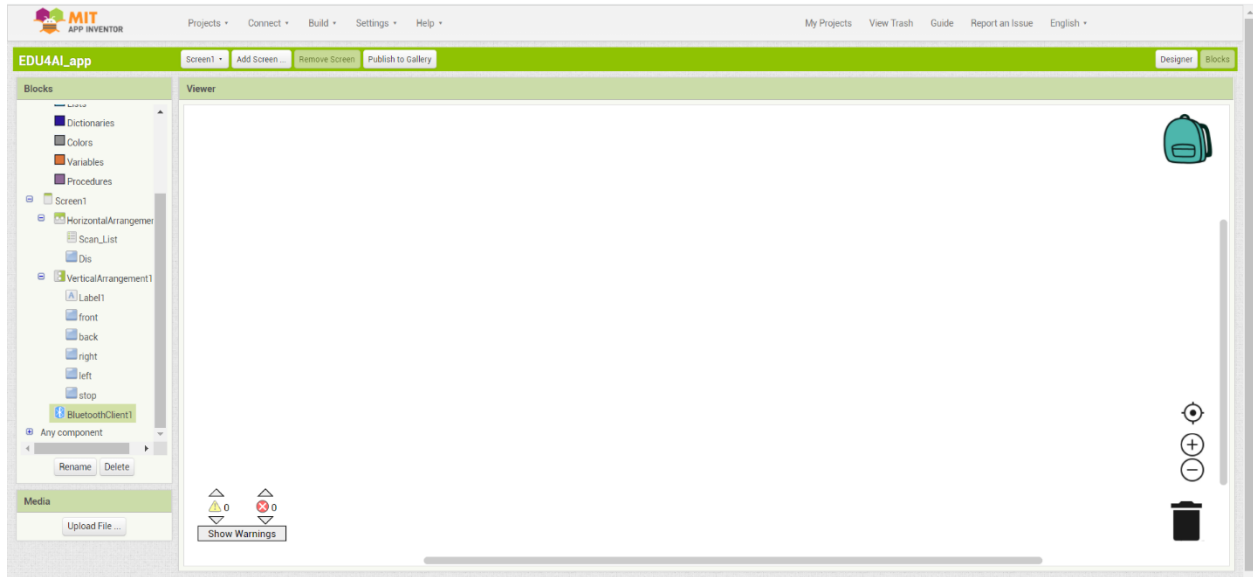 MIT
APP INVENTOR
Projects Connect Build Settings Help
My Projects View Trash Guide Report an Issue English
EDU4AI_app
Screen1 Add Screen ... Remove Screen Publish to Gallery
Designer Blocks
Blocks
Viewer
Dictionaries
Colors
Variables
Procedures
Screen1
HorizontalArrangemer
Scan_List
Dis
VerticalArrangement1
Label1
front
back
right
left
stop
BluetoothClient1
Any component
Rename Delete
Media
Upload File ...
0 0
Show Warnings